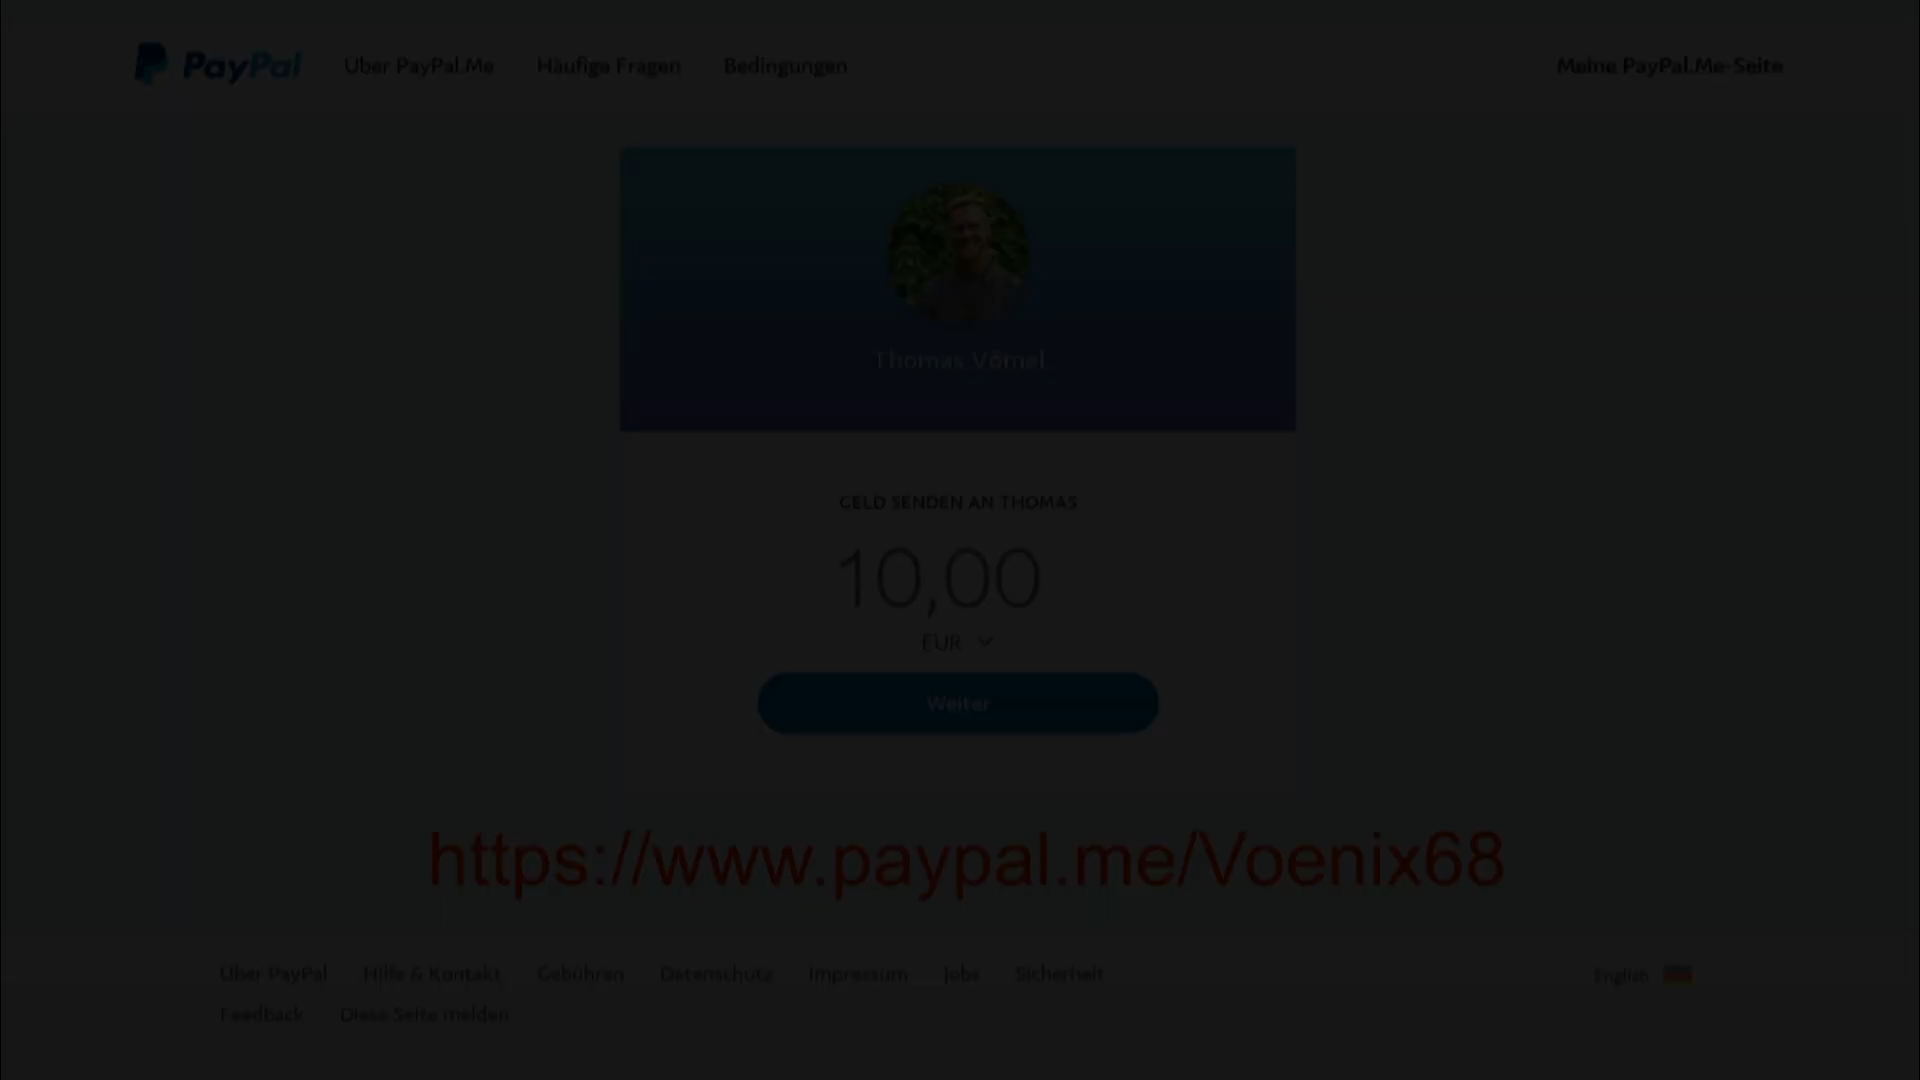 PayPal Über PayPal.Me Häufige Fragen Bedingungen Meine PayPal.Me-Seite
Thomas Vömel
GELD SENDEN AN THOMAS
10,00
EUR
Weiter
https://www.paypal.me/Voenix68
Über PayPal Hilfe & Kontakt Gebühren Datenschutz Impressum Jobs Sicherheit English
Feedback Diese Seite melden